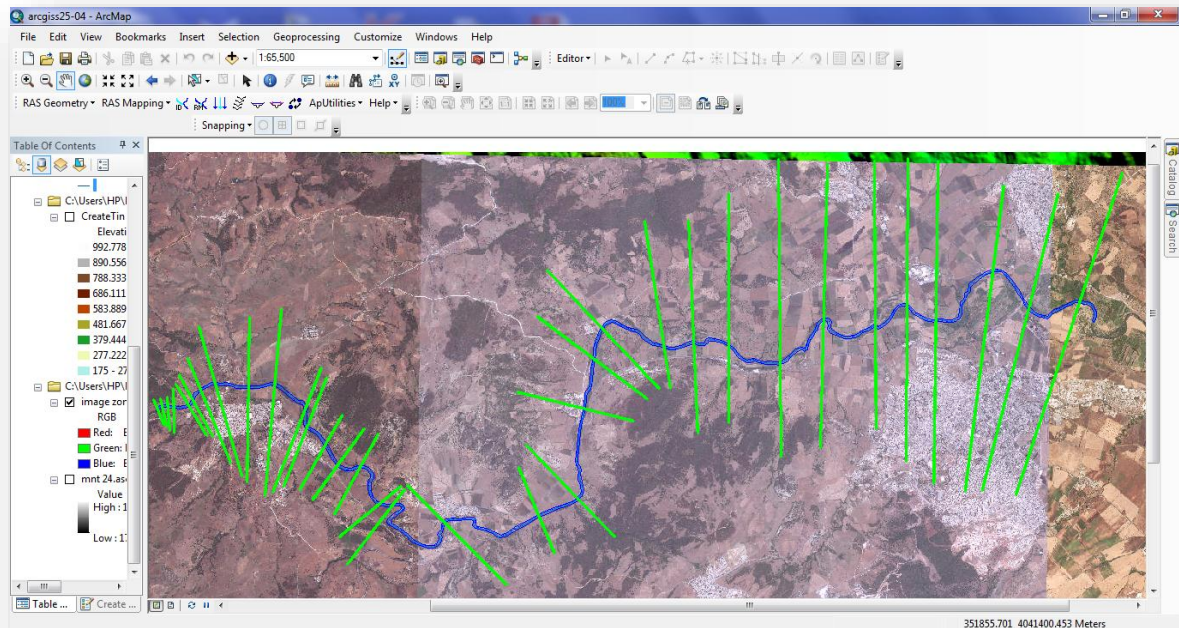 arcgiss25-04 - ArcMap
File Edit View Bookmarks Insert Selection Geoprocessing Customize Windows Help
1:65,500 Editor
RAS Geometry RAS Mapping ID XS ApUtilities Help 100%
Snapping
Table Of Contents
C:\Users\HP\
CreateTin
Elevati
992.778
890.556
788.333
686.111
583.889
481.667
379.444
277.222
175 - 27
C:\Users\HP\
image zor
RGB
Red:
Green:
Blue:
mnt 24.as
Value
High : 1
Low : 17
Table ... Create ...
Catalog
Search
351855.701 4041400.453 Meters